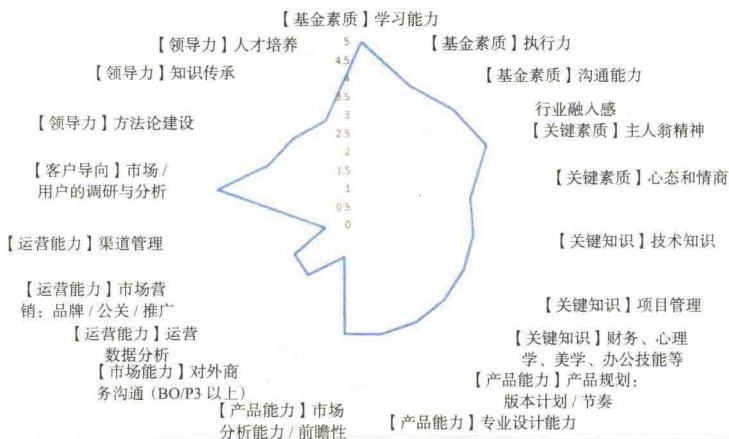 【基金素质】学习能力
【基金素质】执行力
【基金素质】沟通能力
行业融入感
【关键素质】主人翁精神
【关键素质】心态和情商
【关键知识】技术知识
【关键知识】项目管理
【关键知识】财务、心理
学、美学、办公技能等
【产品能力】产品规划：
版本计划 / 节奏
【产品能力】专业设计能力
【产品能力】市场
分析能力 / 前瞻性
【市场能力】对外商
务沟通（BO/P3 以上）
【运营能力】运营
数据分析
【运营能力】市场营
销：品牌 / 公关 / 推广
【运营能力】渠道管理
【客户导向】市场 /
用户的调研与分析
【领导力】方法论建设
【领导力】知识传承
【领导力】人才培养
5
4.5
4
3.5
3
2.5
2
1.5
1
0.5
0